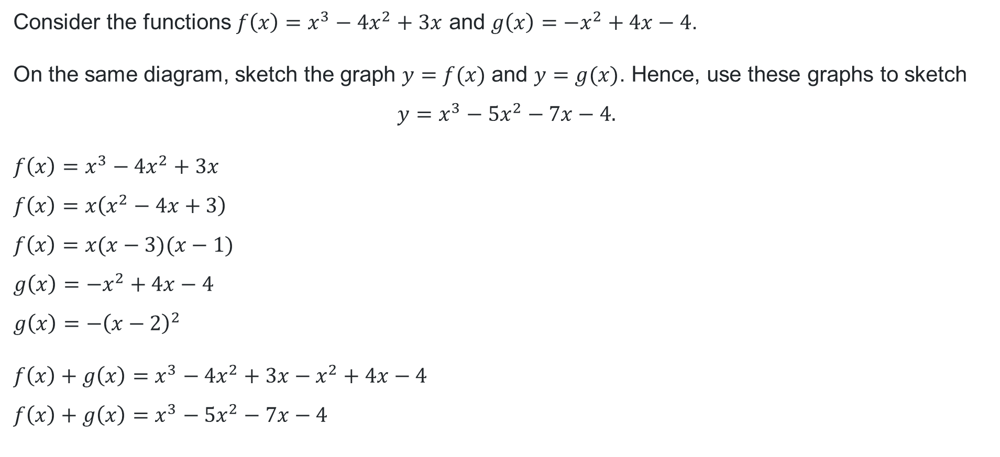 Consider the functions f(x) = x³ − 4x² + 3x and g(x) = −x² + 4x − 4.
On the same diagram, sketch the graph y = f(x) and y = g(x). Hence, use these graphs to sketch
y = x³ − 5x² − 7x − 4.
f(x) = x³ − 4x² + 3x
f(x) = x(x² − 4x + 3)
f(x) = x(x − 3)(x − 1)
g(x) = −x² + 4x − 4
g(x) = −(x − 2)²
f(x) + g(x) = x³ − 4x² + 3x − x² + 4x − 4
f(x) + g(x) = x³ − 5x² − 7x − 4